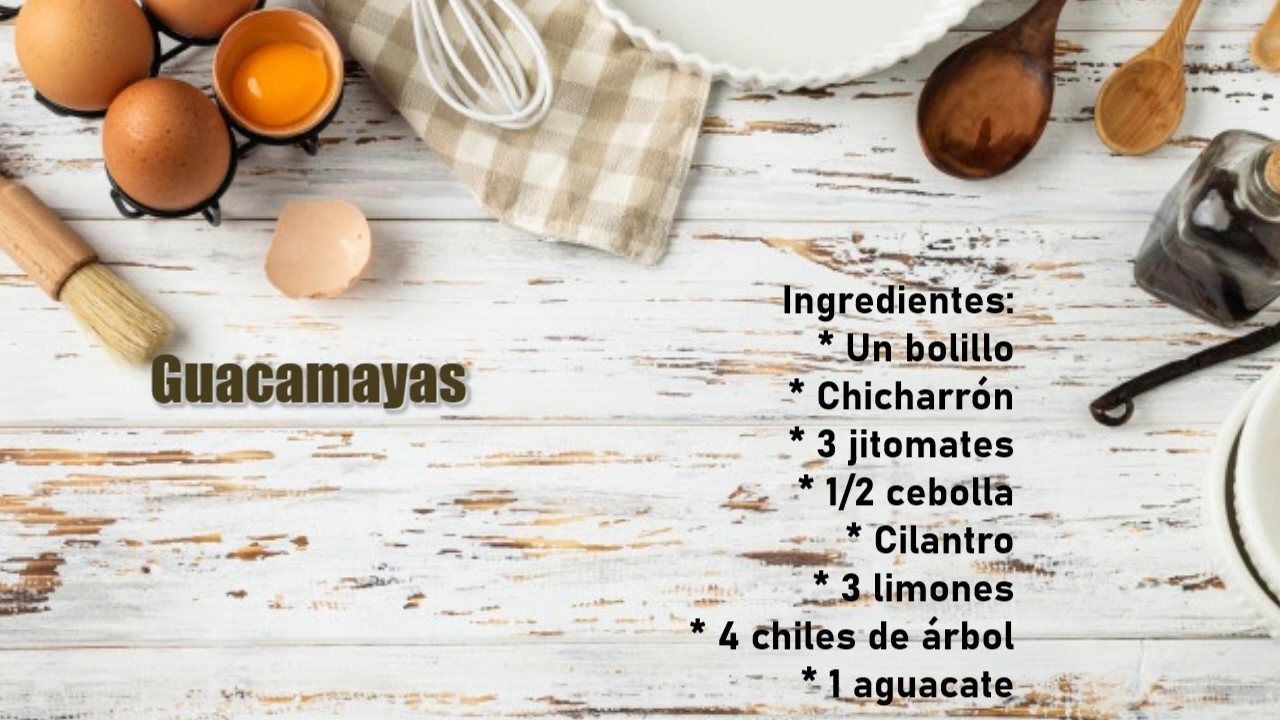 Guacamayas
Ingredientes:
* Un bolillo
* Chicharrón
* 3 jitomates
* 1/2 cebolla
* Cilantro
* 3 limones
* 4 chiles de árbol
* 1 aguacate